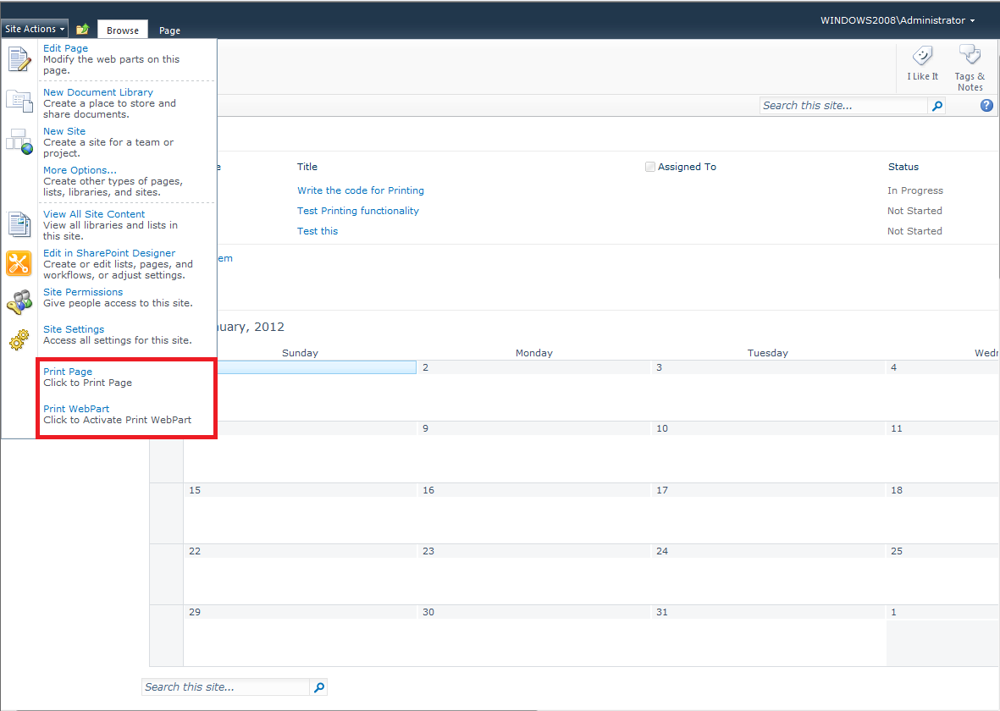 WINDOWS2008\Administrator
Site Actions
Browse
Page
Edit Page
Modify the web parts on this
page.
New Document Library
Create a place to store and
share documents.
New Site
Create a site for a team or
project.
More Options...
Create other types of pages,
lists, libraries, and sites.
View All Site Content
View all libraries and lists in
this site.
Edit in SharePoint Designer
Create or edit lists, pages, and
workflows, or adjust settings.
Site Permissions
Give people access to this site.
Site Settings
Access all settings for this site.
Print Page
Click to Print Page
Print WebPart
Click to Activate Print WebPart
I Like It
Tags &
Notes
Search this site...
Title Assigned To Status
Write the code for Printing In Progress
Test Printing functionality Not Started
Test this Not Started
2012
Sunday Monday Tuesday
2 3 4
9 10 11
15 16 17 18
22 23 24 25
29 30 31 1
Search this site...